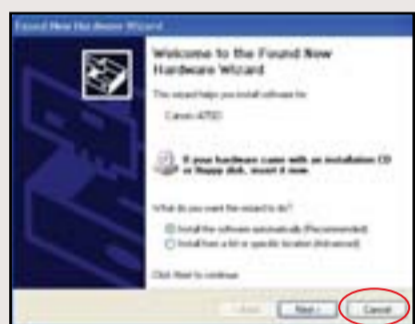 Found New Hardware Wizard
Welcome to the Found New
Hardware Wizard
This wizard helps you install software for:
Canon
If your hardware came with an installation CD
or floppy disk, insert it now.
What do you want the wizard to do?
Install the software automatically (Recommended)
Install from a list or specific location (Advanced)
Click Next to continue.
< Back
Next >
Cancel